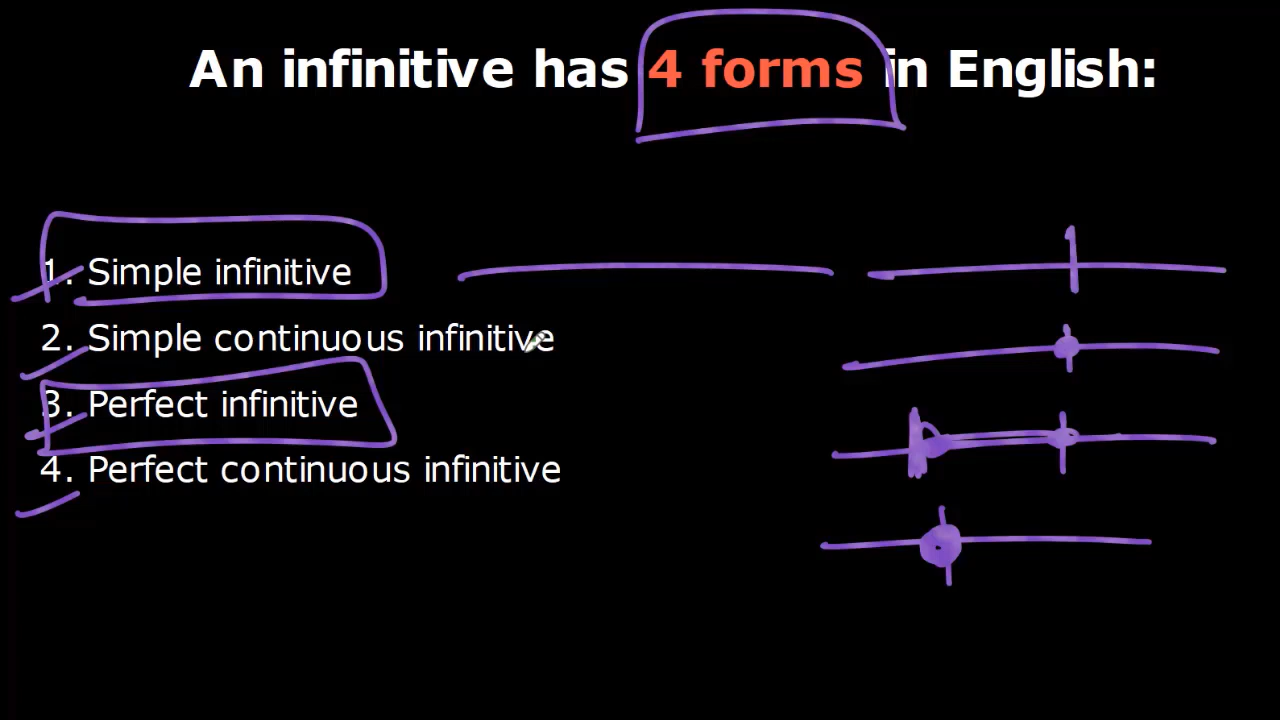 An infinitive has 4 forms in English:
1. Simple infinitive
2. Simple continuous infinitive
3. Perfect infinitive
4. Perfect continuous infinitive